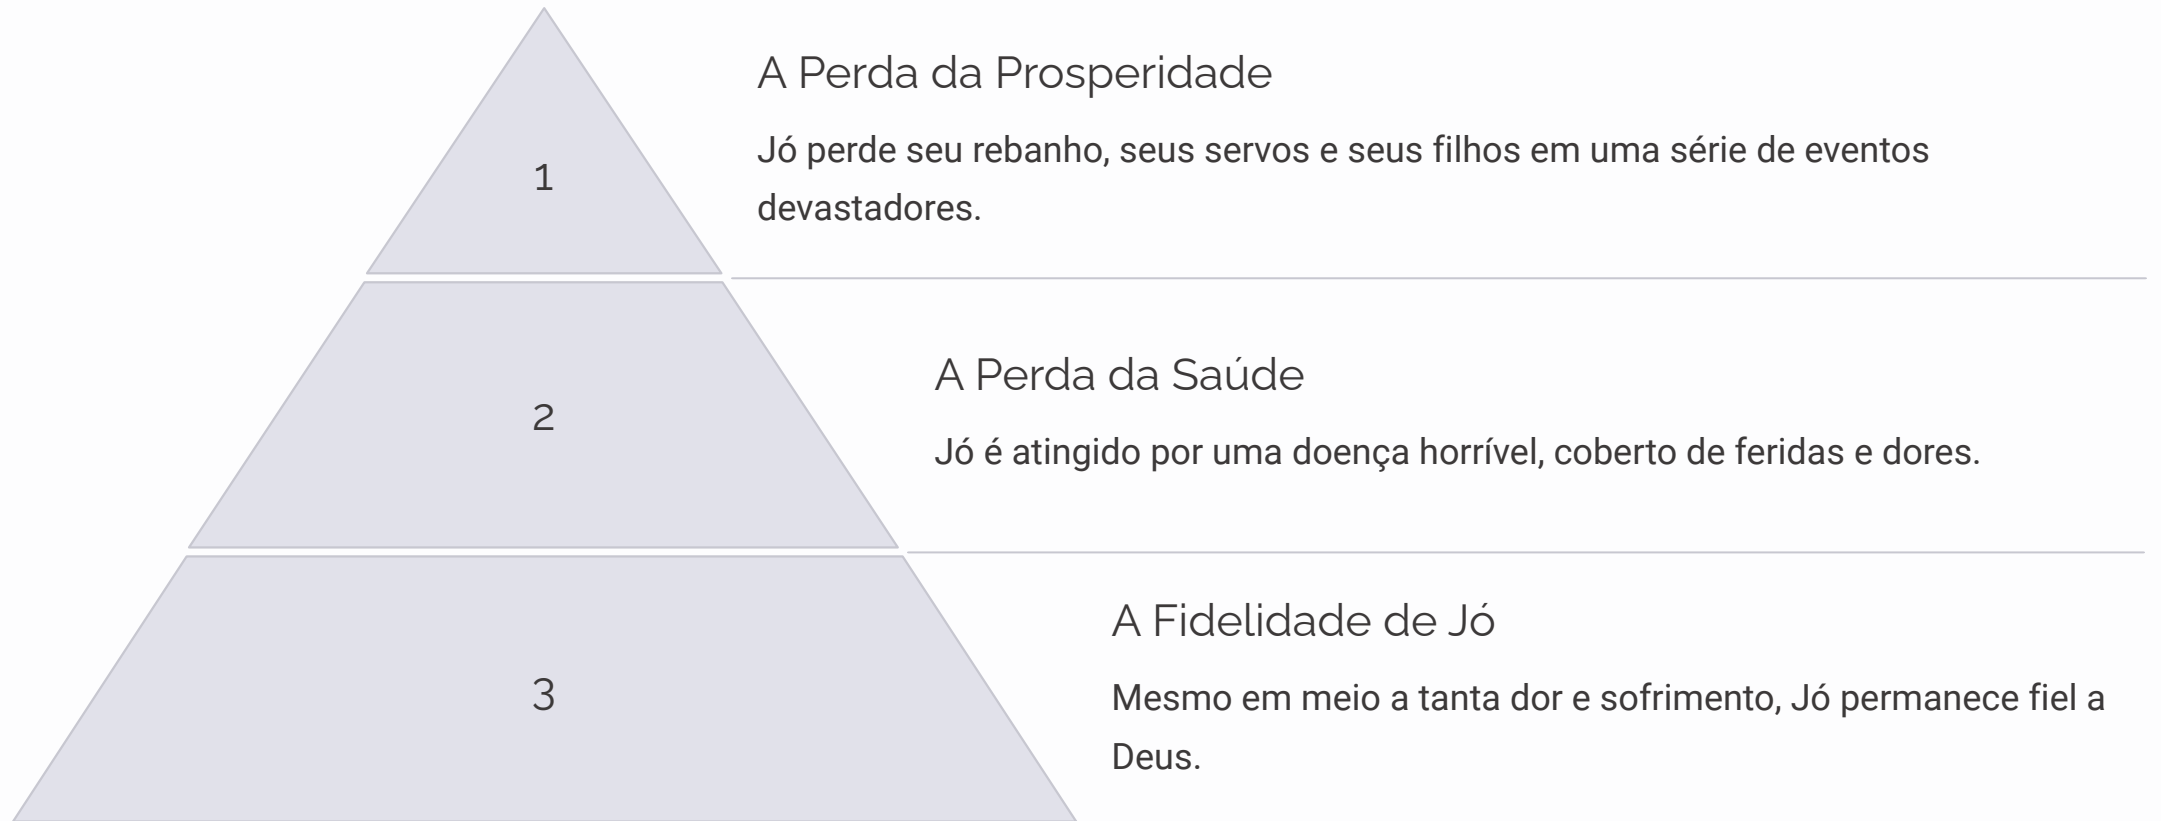 1
A Perda da Prosperidade
Jó perde seu rebanho, seus servos e seus filhos em uma série de eventos
devastadores.
2
A Perda da Saúde
Jó é atingido por uma doença horrível, coberto de feridas e dores.
3
A Fidelidade de Jó
Mesmo em meio a tanta dor e sofrimento, Jó permanece fiel a
Deus.